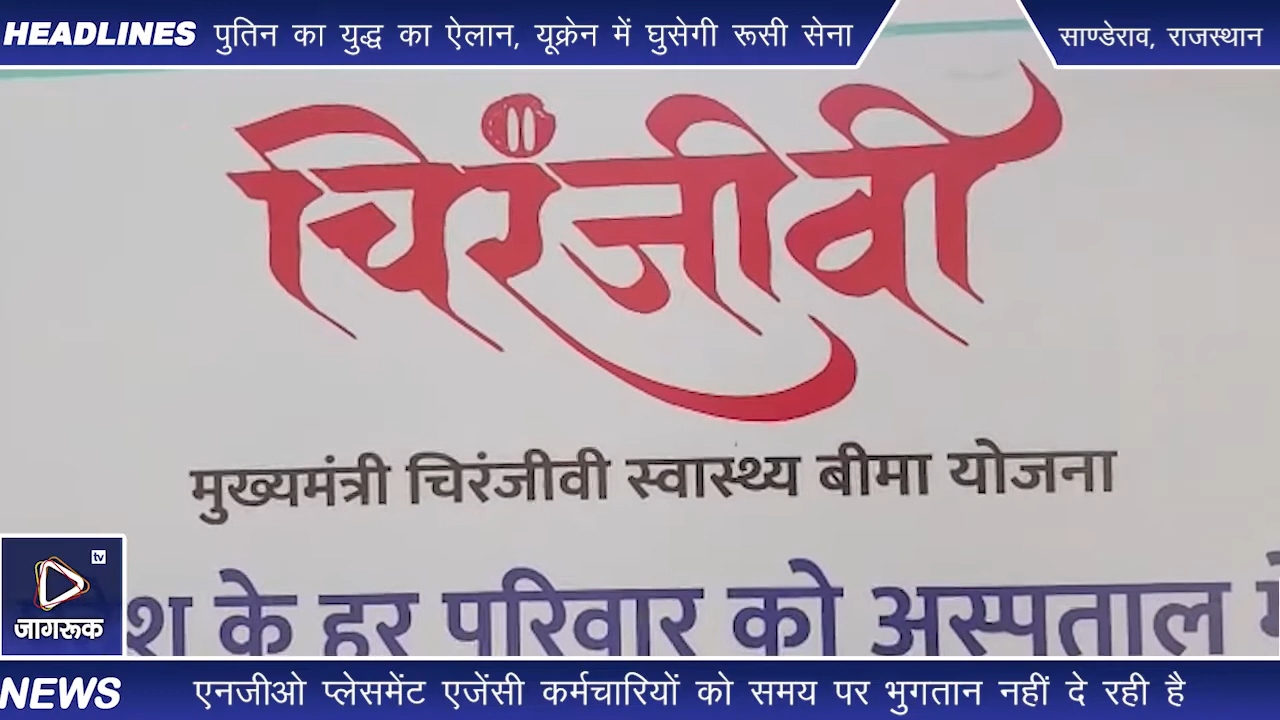 HEADLINES पुतिन का युद्ध का ऐलान, यूक्रेन में घुसेगी रूसी सेना
साण्डेराव, राजस्थान
चिरंजीवी
मुख्यमंत्री चिरंजीवी स्वास्थ्य बीमा योजना
के हर परिवार को अस्पताल
tv
जागरूक
NEWS एनजीओ प्लेसमेंट एजेंसी कर्मचारियों को समय पर भुगतान नहीं दे रही है